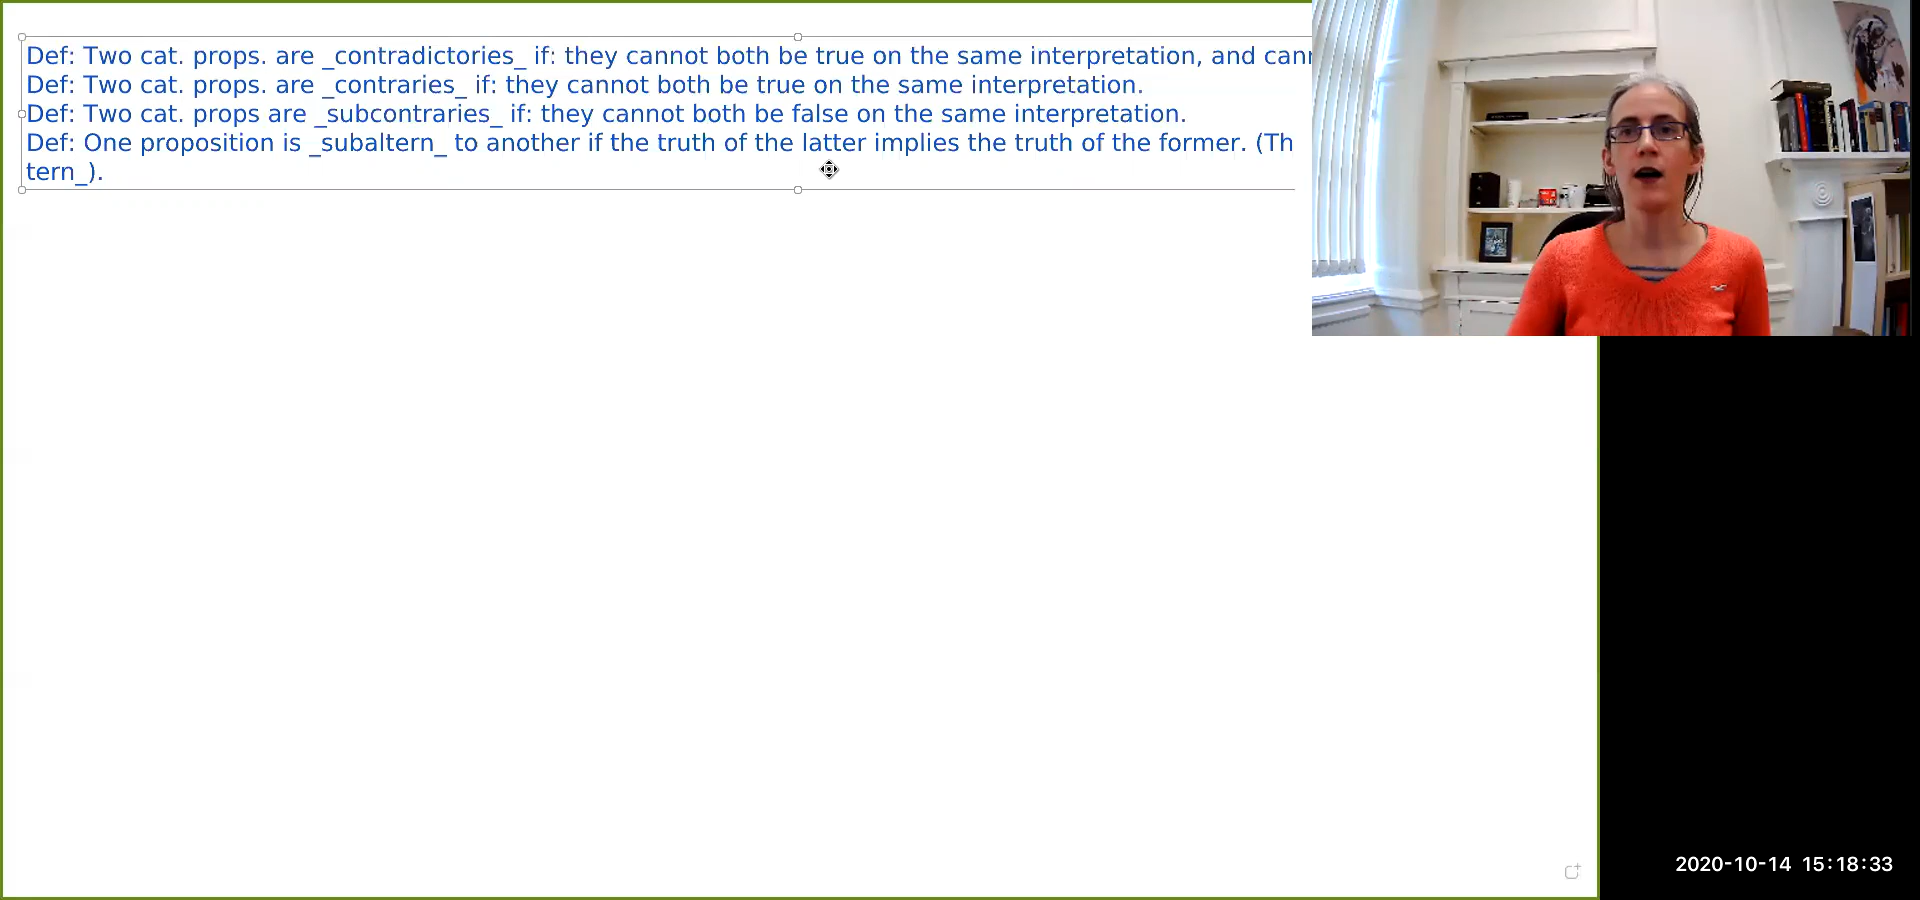 Def: Two cat. props. are _contradictories_ if: they cannot both be true on the same interpretation, and cann
Def: Two cat. props. are _contraries_ if: they cannot both be true on the same interpretation.
Def: Two cat. props are _subcontraries_ if: they cannot both be false on the same interpretation.
Def: One proposition is _subaltern_ to another if the truth of the latter implies the truth of the former. (Th
tern_).
2020-10-14 15:18:33